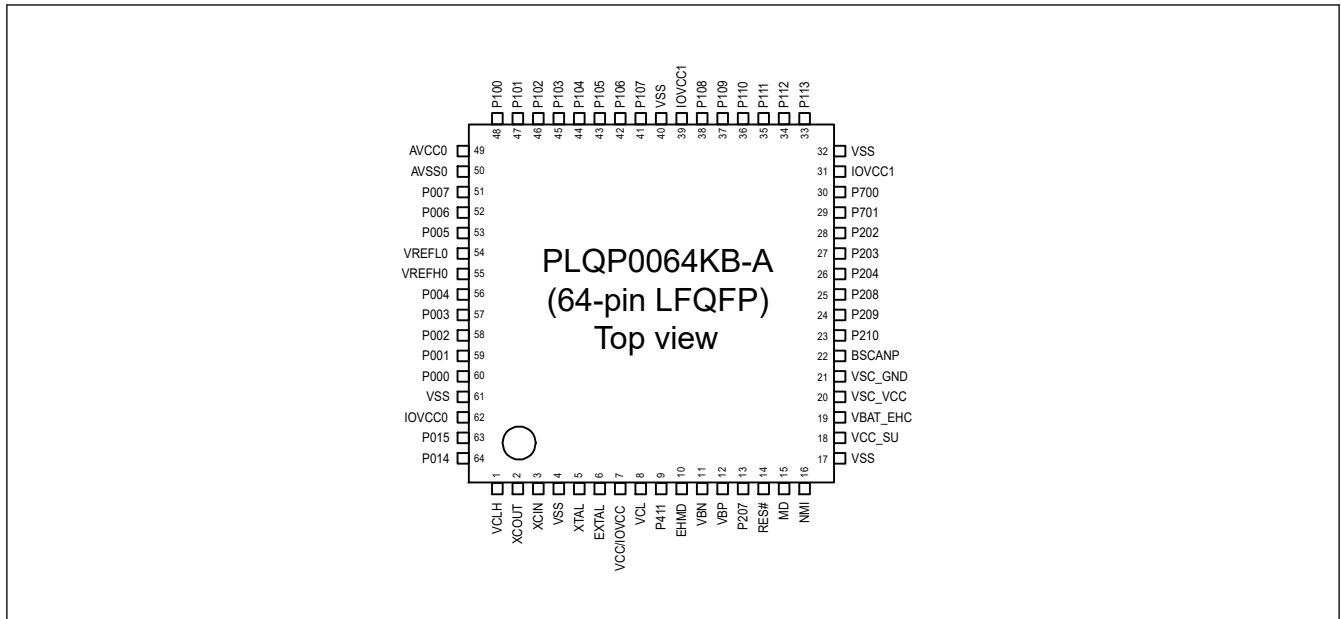 P100 P101 P102 P103 P104 P105 P106 P107 VSS IOVCC1 P108 P109 P110 P111 P112 P113
48 47 46 45 44 43 42 41 40 39 38 37 36 35 34 33
AVCC0 49
AVSS0 50
P007 51
P006 52
P005 53
VREFL0 54
VREFH0 55
P004 56
P003 57
P002 58
P001 59
P000 60
VSS 61
IOVCC0 62
P015 63
P014 64
PLQP0064KB-A
(64-pin LFQFP)
Top view
32 VSS
31 IOVCC1
30 P700
29 P701
28 P202
27 P203
26 P204
25 P208
24 P209
23 P210
22 BSCANP
21 VSC_GND
20 VSC_VCC
19 VBAT_EHC
18 VCC_SU
17 VSS
1 2 3 4 5 6 7 8 9 10 11 12 13 14 15 16
VCLH XCOUT XCIN VSS XTAL EXTAL VCC/IOVCC VCL P411 EHMD VBN VBP P207 RES# MD NMI